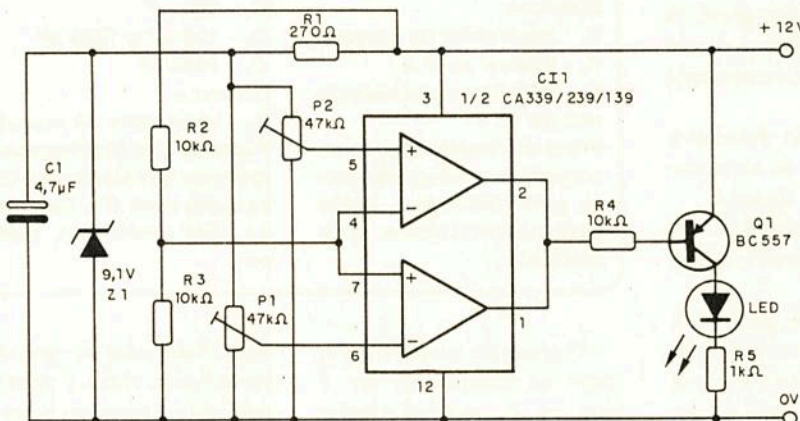 R1
270Ω
+12V
CI1
3
1/2 CA339/239/139
P2
47kΩ
R2
10kΩ
C1
4,7µF
+
5
2
-
4
R4
10kΩ
Q1
BC557
9,1V
Z1
R3
10kΩ
P1
47kΩ
+
7
1
-
6
LED
R5
1kΩ
12
0V